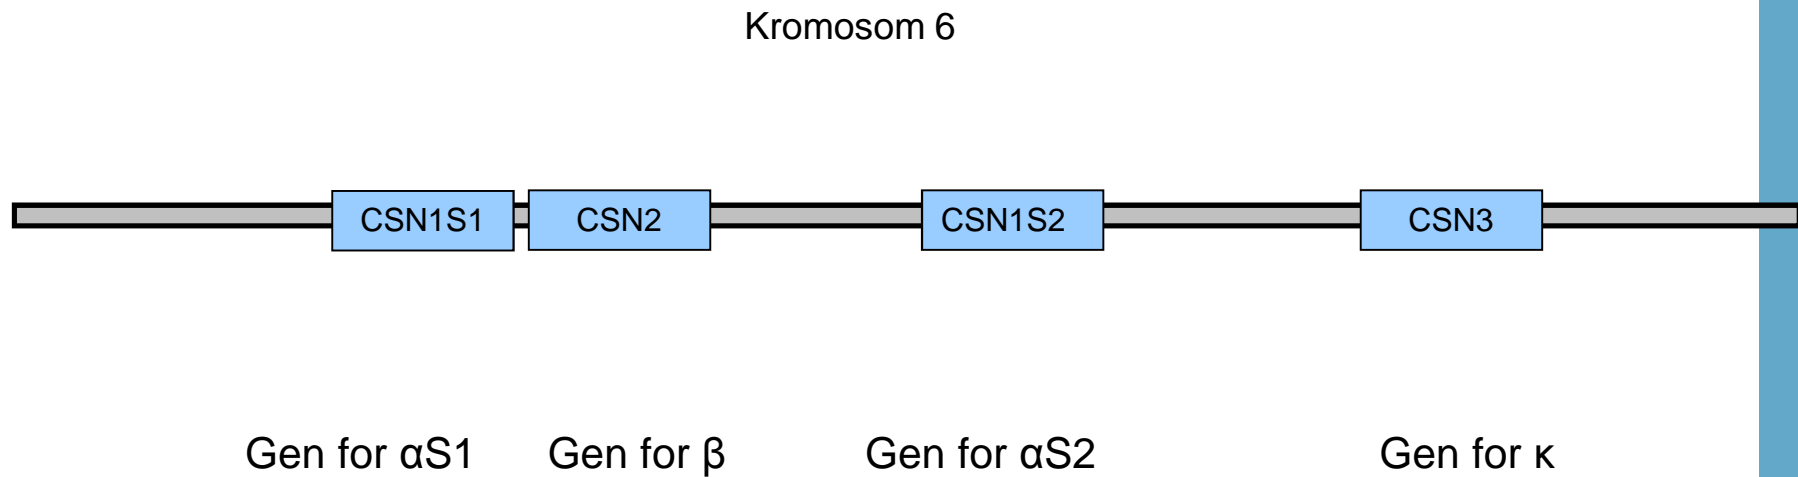 Kromosom 6
CSN1S1 CSN2 CSN1S2 CSN3
Gen for αS1 Gen for β Gen for αS2 Gen for κ